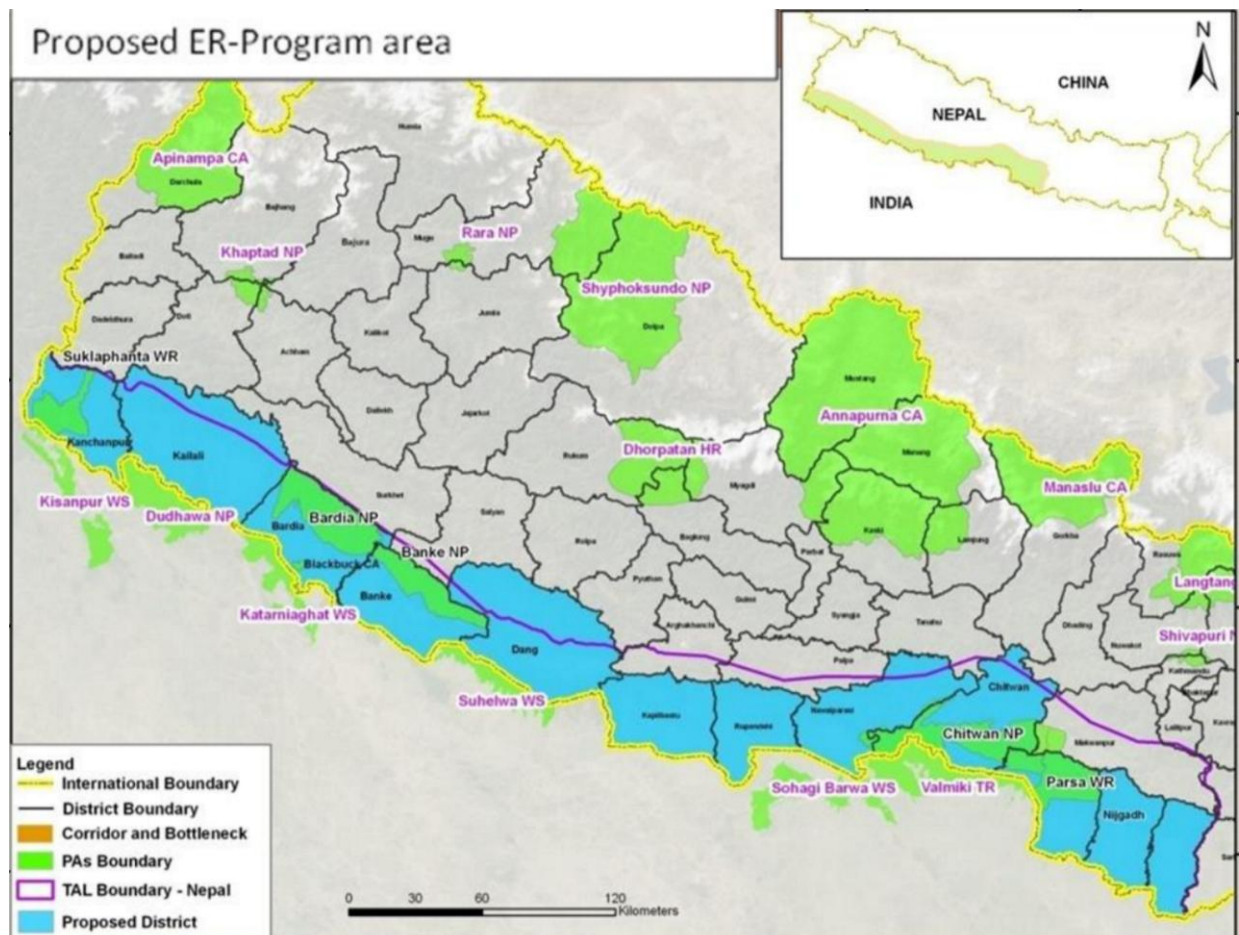 Proposed ER-Program area
N
CHINA
NEPAL
INDIA
Humla
Apinampa CA
Darchula
Bajhang
Rara NP
Mugu
Bajura
Khaptad NP
Baitadi
Shyphoksundo NP
Jumla
Dolpa
Dadeldhura
Doti
Kalikot
Achham
Suklaphanta WR
Mustang
Dailekh
Jajarkot
Annapurna CA
Kanchanpur
Kailali
Dhorpatan HR
Rukum
Manang
Myagdi
Manaslu CA
Kisanpur WS
Surkhet
Dudhawa NP
Bardia NP
Bardia
Salyan
Kaski
Rolpa
Baglung
Lamjung
Gorkha
Banke NP
Parbat
Rasuwa
Blackbuck CA
Langtang
Pyuthan
Banke
Gulmi
Katarniaghat WS
Syangja
Tanahu
Arghakhanchi
Dhading
Shivapuri N
Nuwakot
Dang
Palpa
Kathmandu
Chitwan
Suhelwa WS
Kapilbastu
Rupandehi
Nawalparasi
Lalitpur
Kavre
Chitwan NP
Makwanpur
Parsa WR
Sohagi Barwa WS
Valmiki TR
Nijgadh
Legend
International Boundary
District Boundary
Corridor and Bottleneck
PAs Boundary
TAL Boundary - Nepal
Proposed District
0 30 60 120
Kilometers